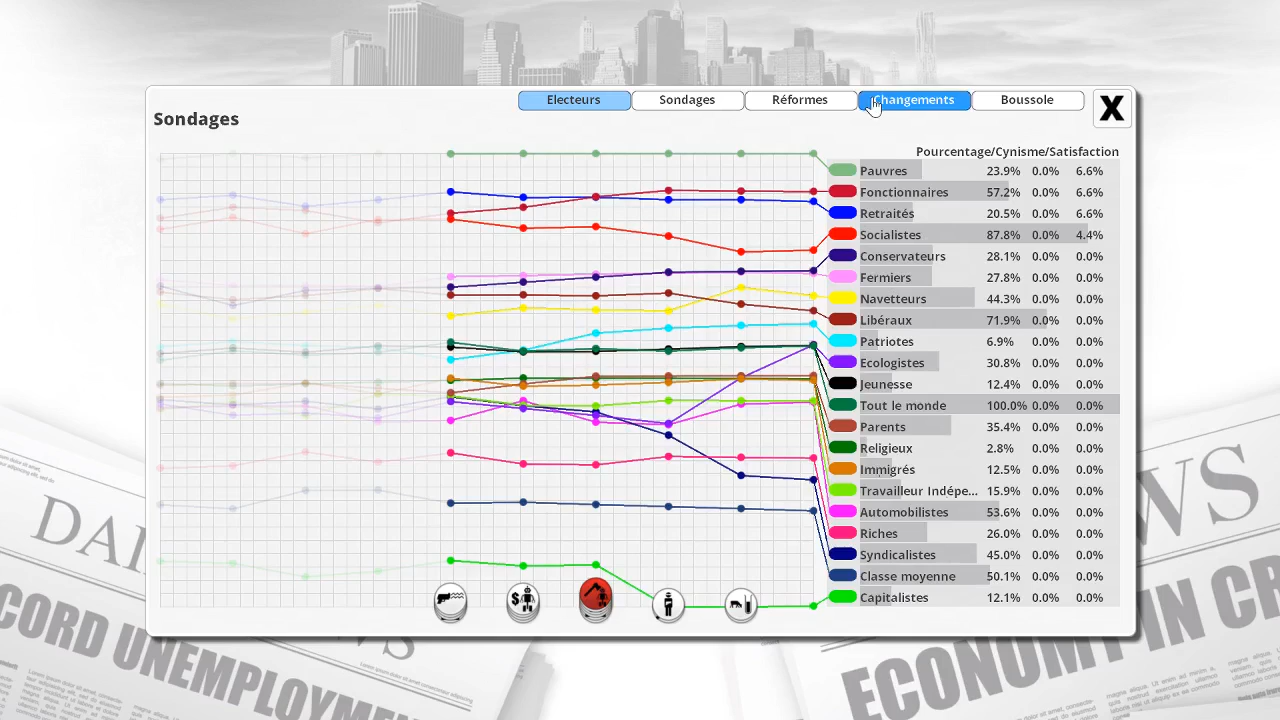 Electeurs
Sondages
Réformes
Changements
Boussole
X
Sondages
Pourcentage/Cynisme/Satisfaction
Pauvres 23.9% 0.0% 6.6%
Fonctionnaires 57.2% 0.0% 6.6%
Retraités 20.5% 0.0% 6.6%
Socialistes 87.8% 0.0% 4.4%
Conservateurs 28.1% 0.0% 0.0%
Fermiers 27.8% 0.0% 0.0%
Navetteurs 44.3% 0.0% 0.0%
Libéraux 71.9% 0.0% 0.0%
Patriotes 6.9% 0.0% 0.0%
Ecologistes 30.8% 0.0% 0.0%
Jeunesse 12.4% 0.0% 0.0%
Tout le monde 100.0% 0.0% 0.0%
Parents 35.4% 0.0% 0.0%
Religieux 2.8% 0.0% 0.0%
Immigrés 12.5% 0.0% 0.0%
Travailleur Indépe... 15.9% 0.0% 0.0%
Automobilistes 53.6% 0.0% 0.0%
Riches 26.0% 0.0% 0.0%
Syndicalistes 45.0% 0.0% 0.0%
Classe moyenne 50.1% 0.0% 0.0%
Capitalistes 12.1% 0.0% 0.0%
$
DAI
WS
CORD UNEMPLOYME
ECONOMY IN CR